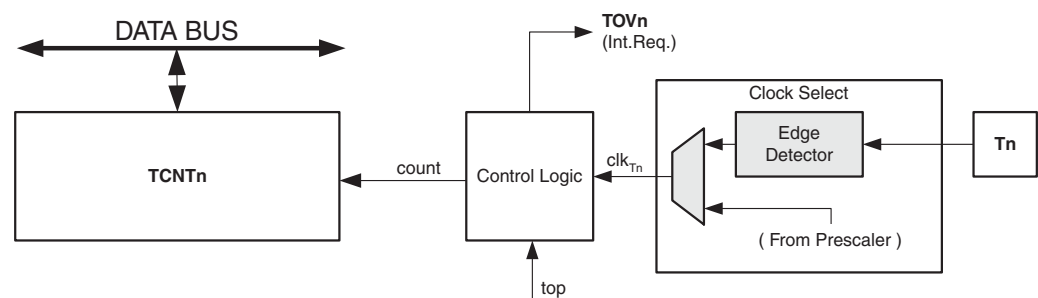 DATA BUS
TOVn
(Int.Req.)
Clock Select
Edge
Detector
Tn
TCNTn
count
Control Logic
clkTn
( From Prescaler )
top